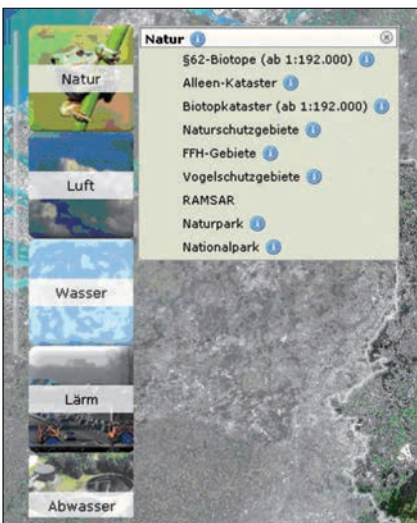 Natur
Luft
Wasser
Lärm
Abwasser
Natur
§62-Biotope (ab 1:192.000)
Alleen-Kataster
Biotopkataster (ab 1:192.000)
Naturschutzgebiete
FFH-Gebiete
Vogelschutzgebiete
RAMSAR
Naturpark
Nationalpark